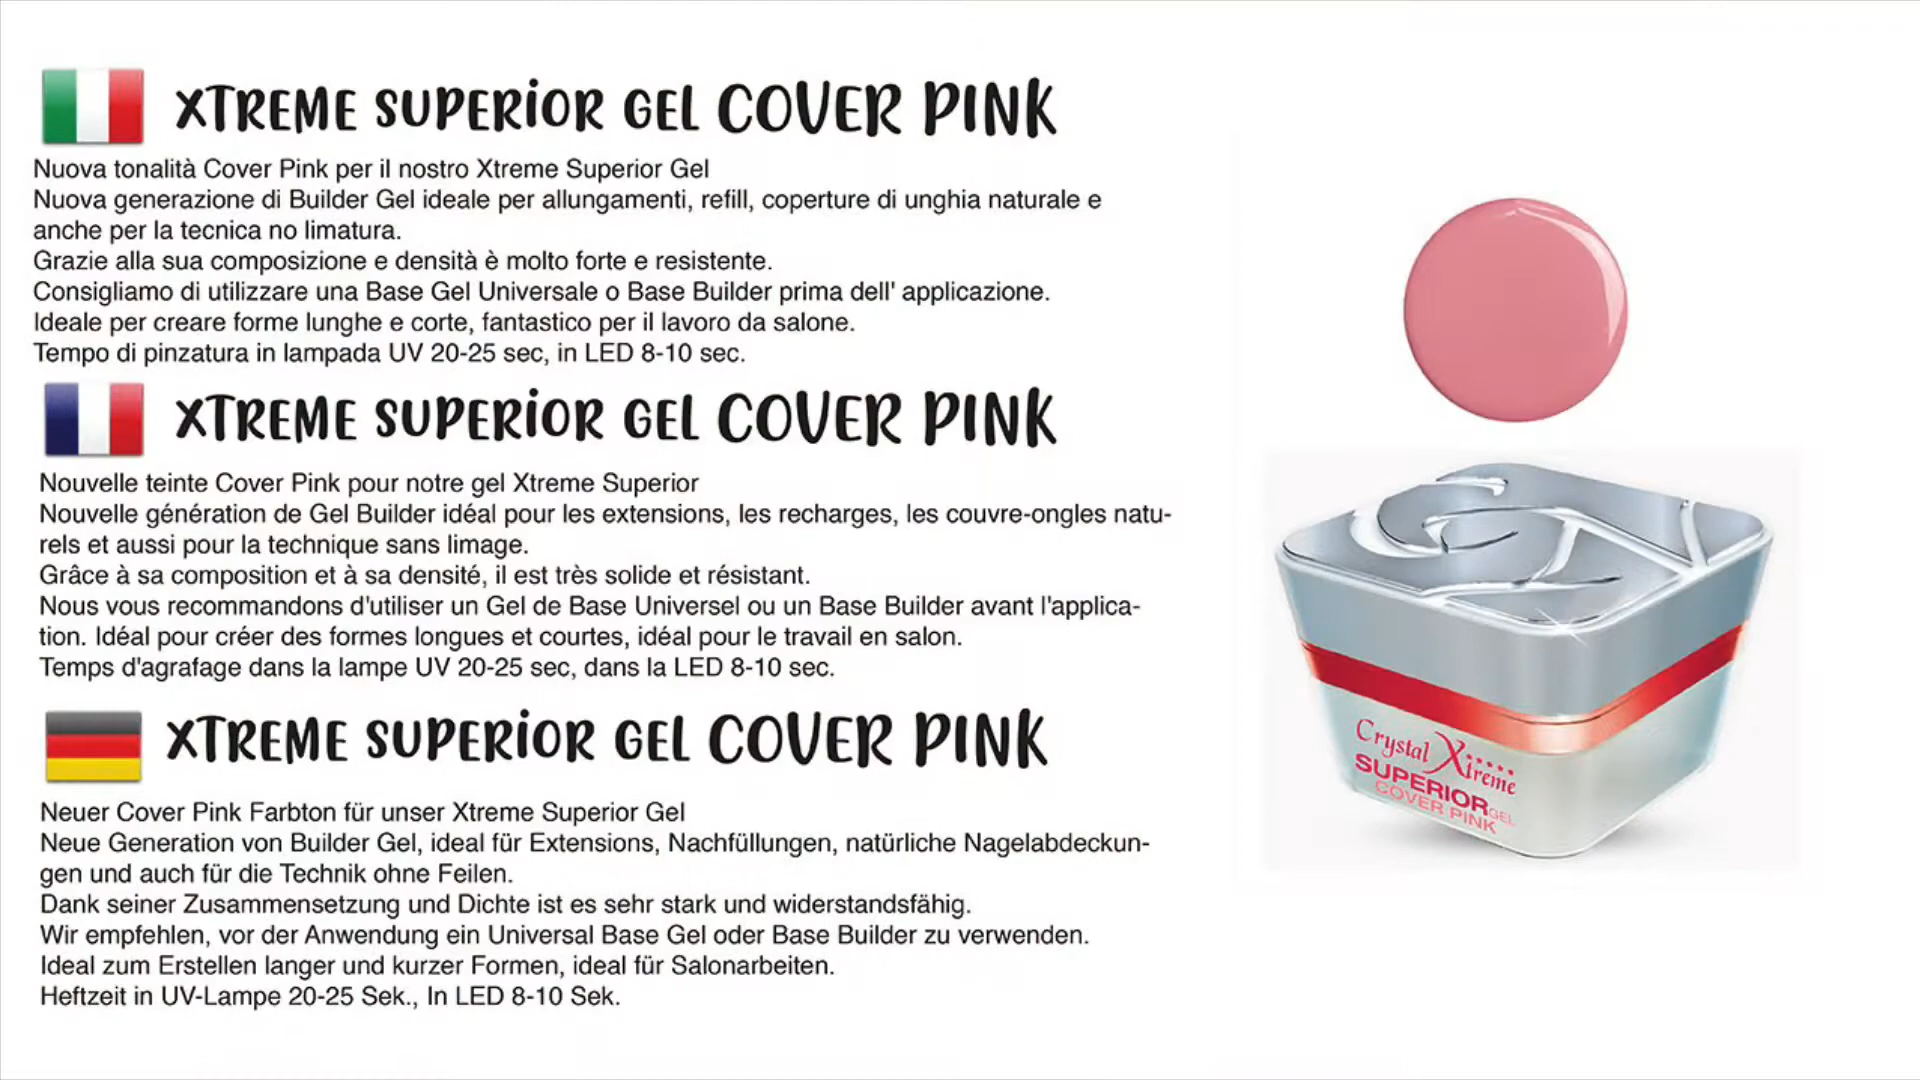 XTREME SUPERIOR GEL COVER PINK
Nuova tonalità Cover Pink per il nostro Xtreme Superior Gel
Nuova generazione di Builder Gel ideale per allungamenti, refill, coperture di unghia naturale e
anche per la tecnica no limatura.
Grazie alla sua composizione e densità è molto forte e resistente.
Consigliamo di utilizzare una Base Gel Universale o Base Builder prima dell' applicazione.
Ideale per creare forme lunghe e corte, fantastico per il lavoro da salone.
Tempo di pinzatura in lampada UV 20-25 sec, in LED 8-10 sec.
XTREME SUPERIOR GEL COVER PINK
Nouvelle teinte Cover Pink pour notre gel Xtreme Superior
Nouvelle génération de Gel Builder idéal pour les extensions, les recharges, les couvre-ongles natu-
rels et aussi pour la technique sans limage.
Grâce à sa composition et à sa densité, il est très solide et résistant.
Nous vous recommandons d'utiliser un Gel de Base Universel ou un Base Builder avant l'applica-
tion. Idéal pour créer des formes longues et courtes, idéal pour le travail en salon.
Temps d'agrafage dans la lampe UV 20-25 sec, dans la LED 8-10 sec.
XTREME SUPERIOR GEL COVER PINK
Neuer Cover Pink Farbton für unser Xtreme Superior Gel
Neue Generation von Builder Gel, ideal für Extensions, Nachfüllungen, natürliche Nagelabdeckun-
gen und auch für die Technik ohne Feilen.
Dank seiner Zusammensetzung und Dichte ist es sehr stark und widerstandsfähig.
Wir empfehlen, vor der Anwendung ein Universal Base Gel oder Base Builder zu verwenden.
Ideal zum Erstellen langer und kurzer Formen, ideal für Salonarbeiten.
Heftzeit in UV-Lampe 20-25 Sek., In LED 8-10 Sek.
Crystal Xtreme
SUPERIOR GEL
COVER PINK